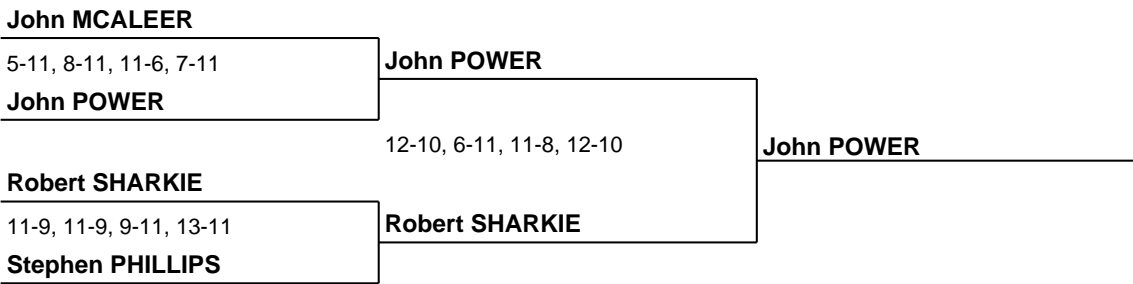 John MCALEER
5-11, 8-11, 11-6, 7-11
John POWER
John POWER
12-10, 6-11, 11-8, 12-10
John POWER
Robert SHARKIE
11-9, 11-9, 9-11, 13-11
Robert SHARKIE
Stephen PHILLIPS